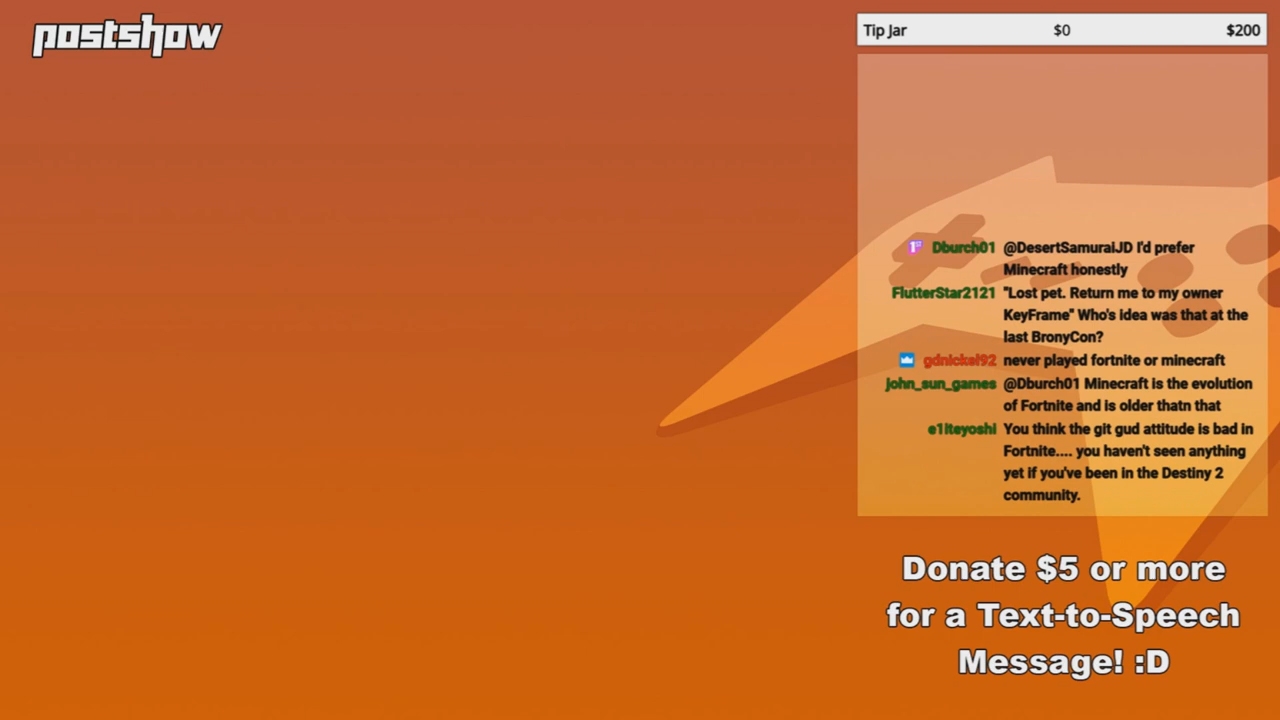 postshow
Tip Jar $0 $200
Dburch01 @DesertSamuraiJD I'd prefer
Minecraft honestly
FlutterStar2121 "Lost pet. Return me to my owner
KeyFrame" Who's idea was that at the
last BronyCon?
gdnickel92 never played fortnite or minecraft
john_sun_games @Dburch01 Minecraft is the evolution
of Fortnite and is older thatn that
e1iteyoshi You think the git gud attitude is bad in
Fortnite.... you haven't seen anything
yet if you've been in the Destiny 2
community.
Donate $5 or more
for a Text-to-Speech
Message! :D